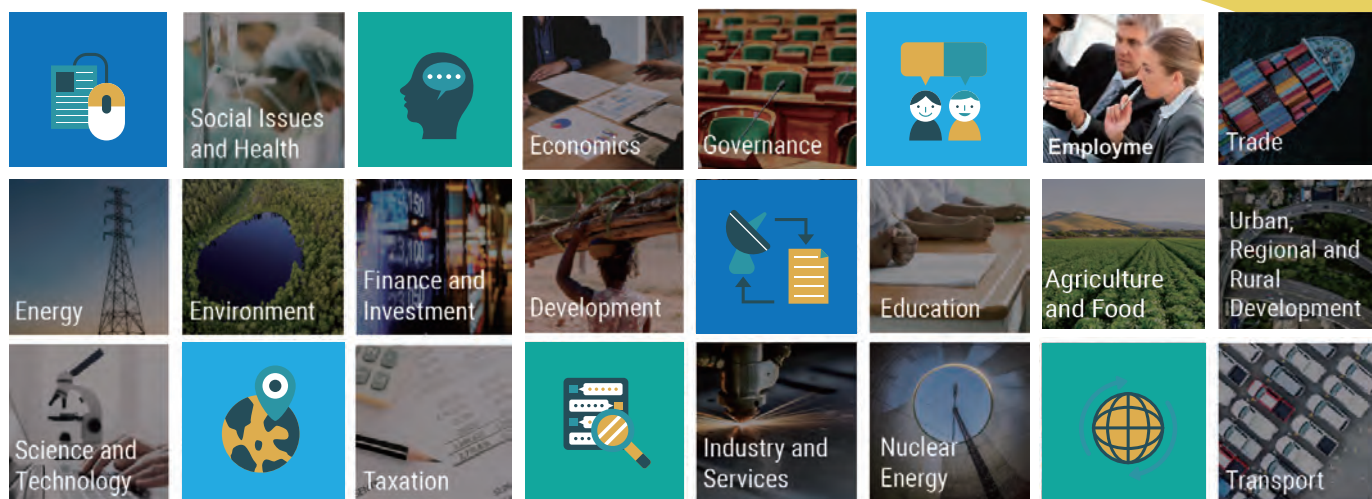 Social Issues
and Health
Economics
Governance
Employme
Trade
Energy
Environment
Finance and
Investment
Development
Education
Agriculture
and Food
Urban,
Regional and
Rural
Development
Science and
Technology
Taxation
Industry and
Services
Nuclear
Energy
Transport